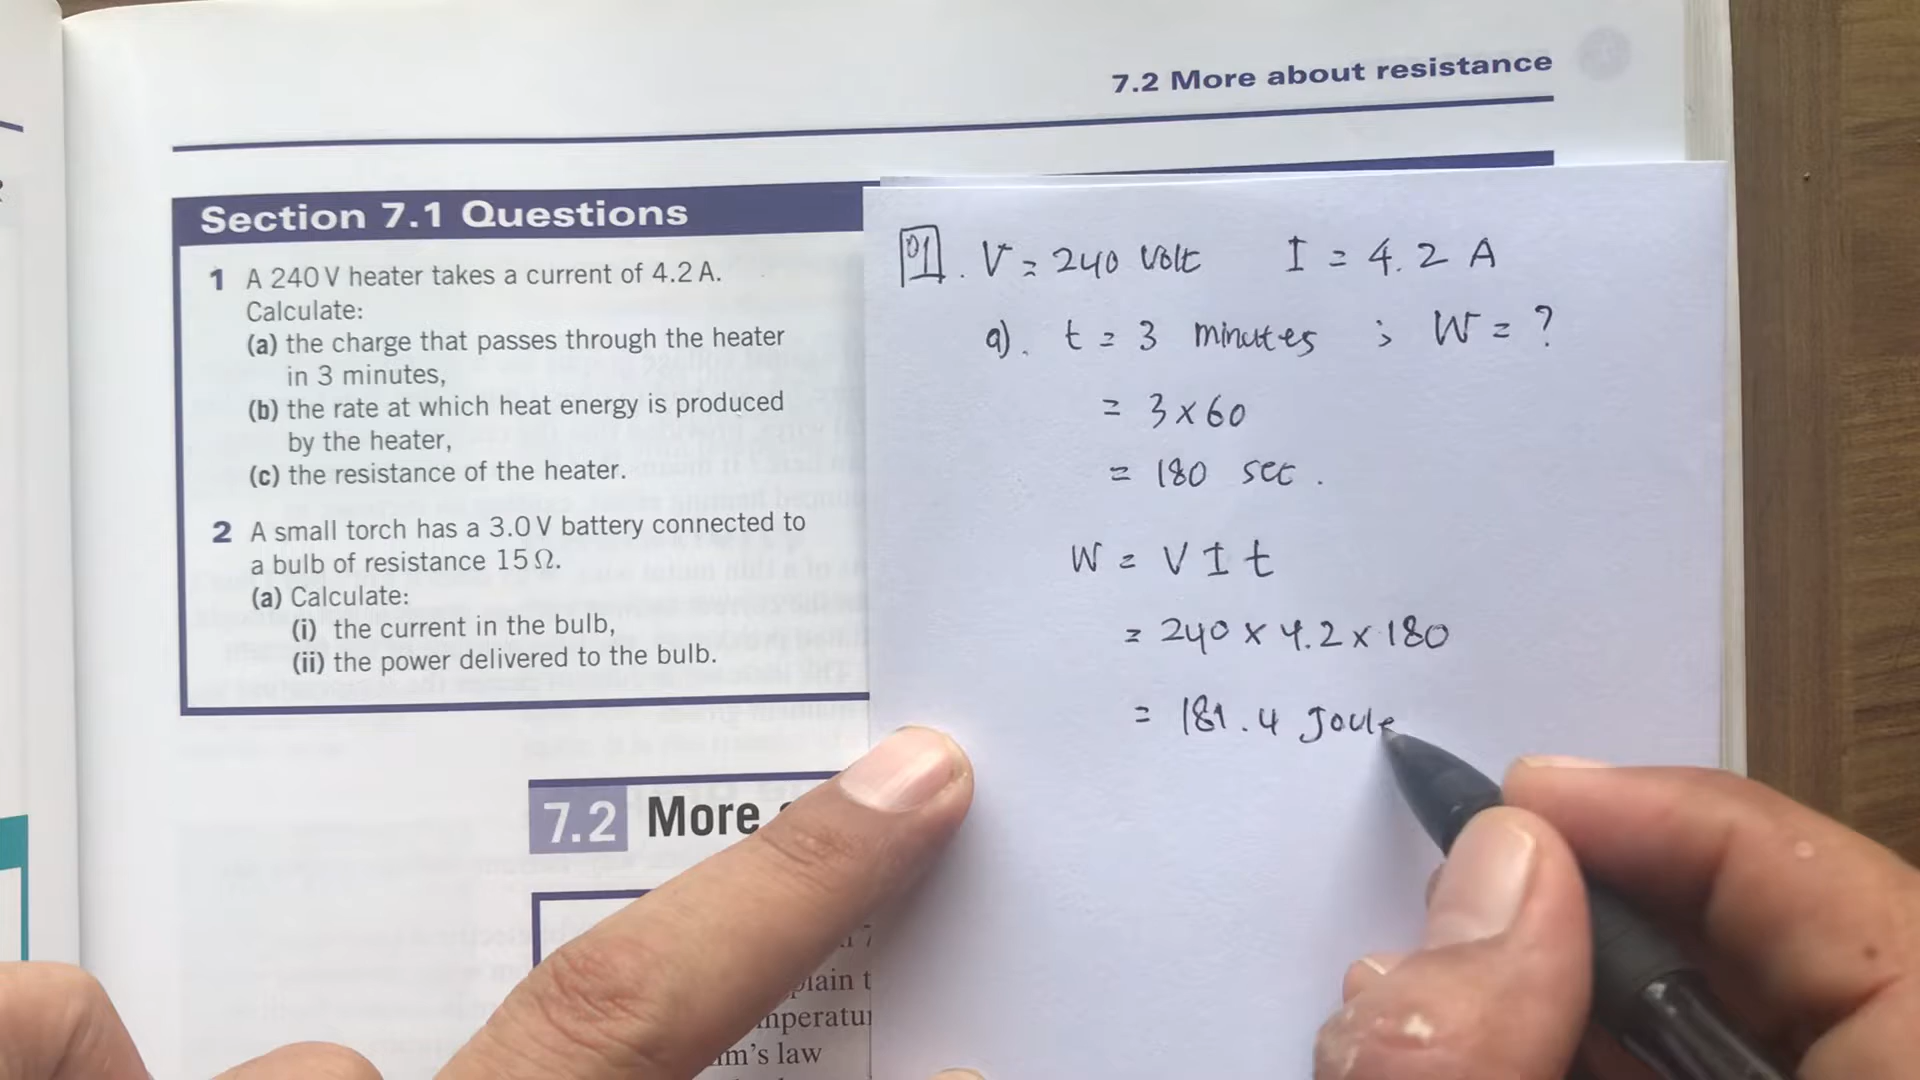 7.2 More about resistance
Section 7.1 Questions
1 A 240 V heater takes a current of 4.2 A.
Calculate:
(a) the charge that passes through the heater
in 3 minutes,
(b) the rate at which heat energy is produced
by the heater,
(c) the resistance of the heater.
2 A small torch has a 3.0 V battery connected to
a bulb of resistance 15 Ω.
(a) Calculate:
(i) the current in the bulb,
(ii) the power delivered to the bulb.
7.2 More
plain t
mperatu
m's law
01. V = 240 Volt I = 4.2 A
a). t = 3 minutes ; W = ?
= 3 x 60
= 180 sec.
W = V I t
= 240 x 4.2 x 180
= 181.4 Joule